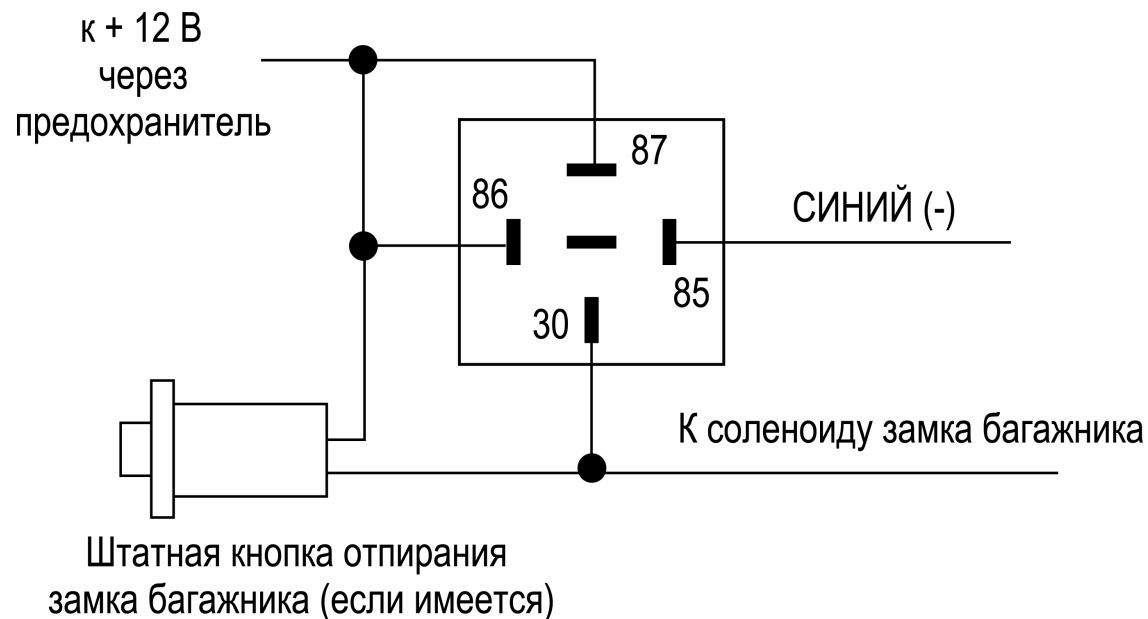 к + 12 В
через
предохранитель
87
86
СИНИЙ (-)
85
30
К соленоиду замка багажника
Штатная кнопка отпирания
замка багажника (если имеется)